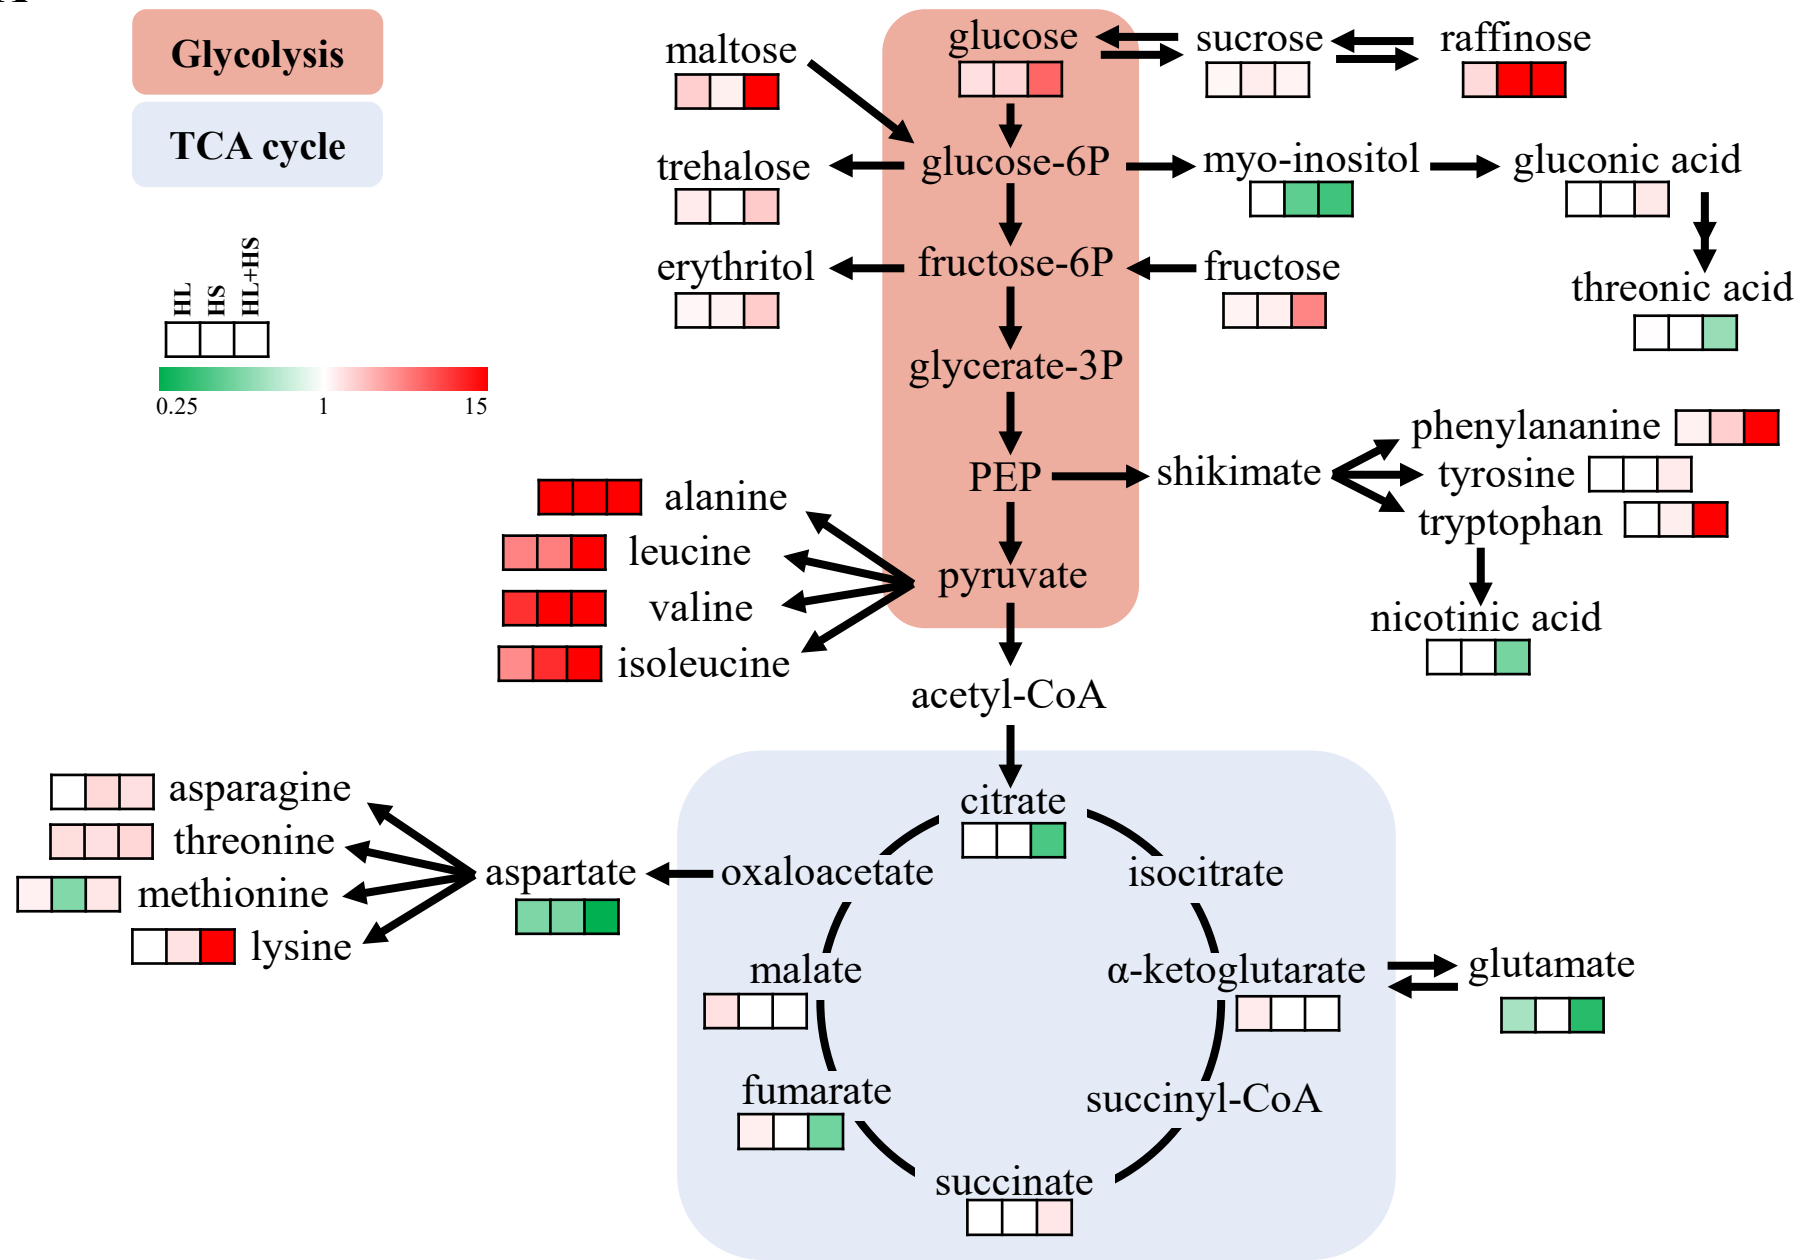 Glycolysis
TCA cycle
HL
HS
HL+HS
0.25 1 15
maltose
glucose
sucrose
raffinose
trehalose
glucose-6P
myo-inositol
gluconic acid
erythritol
fructose-6P
fructose
threonic acid
glycerate-3P
phenylananine
PEP
shikimate
tyrosine
tryptophan
alanine
leucine
valine
isoleucine
pyruvate
nicotinic acid
acetyl-CoA
asparagine
threonine
methionine
lysine
aspartate
citrate
oxaloacetate
isocitrate
malate
α-ketoglutarate
glutamate
fumarate
succinyl-CoA
succinate